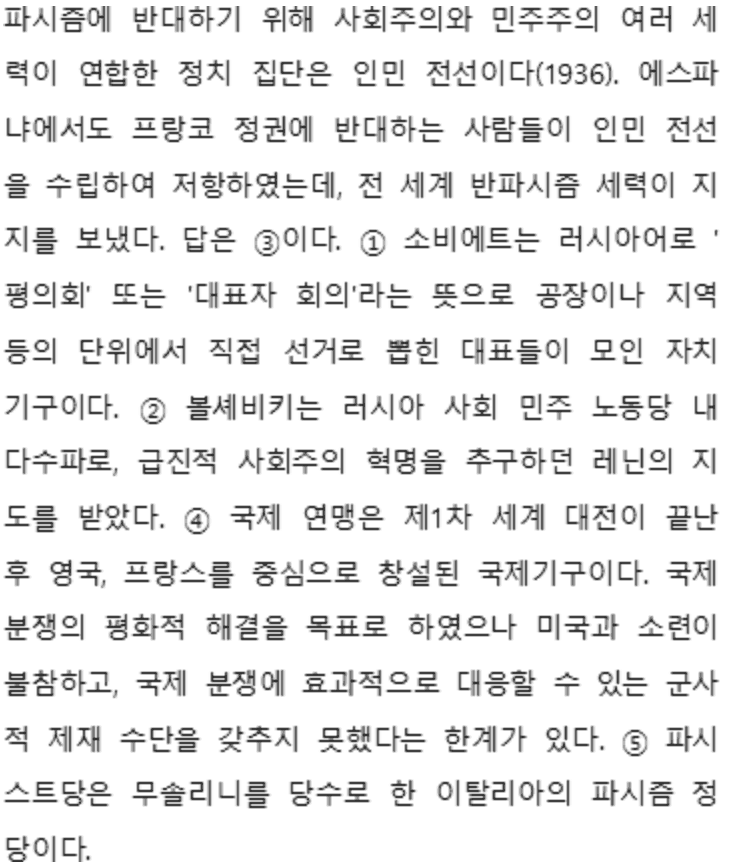 파시즘에 반대하기 위해 사회주의와 민주주의 여러 세
력이 연합한 정치 집단은 인민 전선이다(1936). 에스파
냐에서도 프랑코 정권에 반대하는 사람들이 인민 전선
을 수립하여 저항하였는데, 전 세계 반파시즘 세력이 지
지를 보냈다. 답은 ③이다. ① 소비에트는 러시아어로 '
평의회' 또는 '대표자 회의'라는 뜻으로 공장이나 지역
등의 단위에서 직접 선거로 뽑힌 대표들이 모인 자치
기구이다. ② 볼셰비키는 러시아 사회 민주 노동당 내
다수파로, 급진적 사회주의 혁명을 추구하던 레닌의 지
도를 받았다. ④ 국제 연맹은 제1차 세계 대전이 끝난
후 영국, 프랑스를 중심으로 창설된 국제기구이다. 국제
분쟁의 평화적 해결을 목표로 하였으나 미국과 소련이
불참하고, 국제 분쟁에 효과적으로 대응할 수 있는 군사
적 제재 수단을 갖추지 못했다는 한계가 있다. ⑤ 파시
스트당은 무솔리니를 당수로 한 이탈리아의 파시즘 정
당이다.